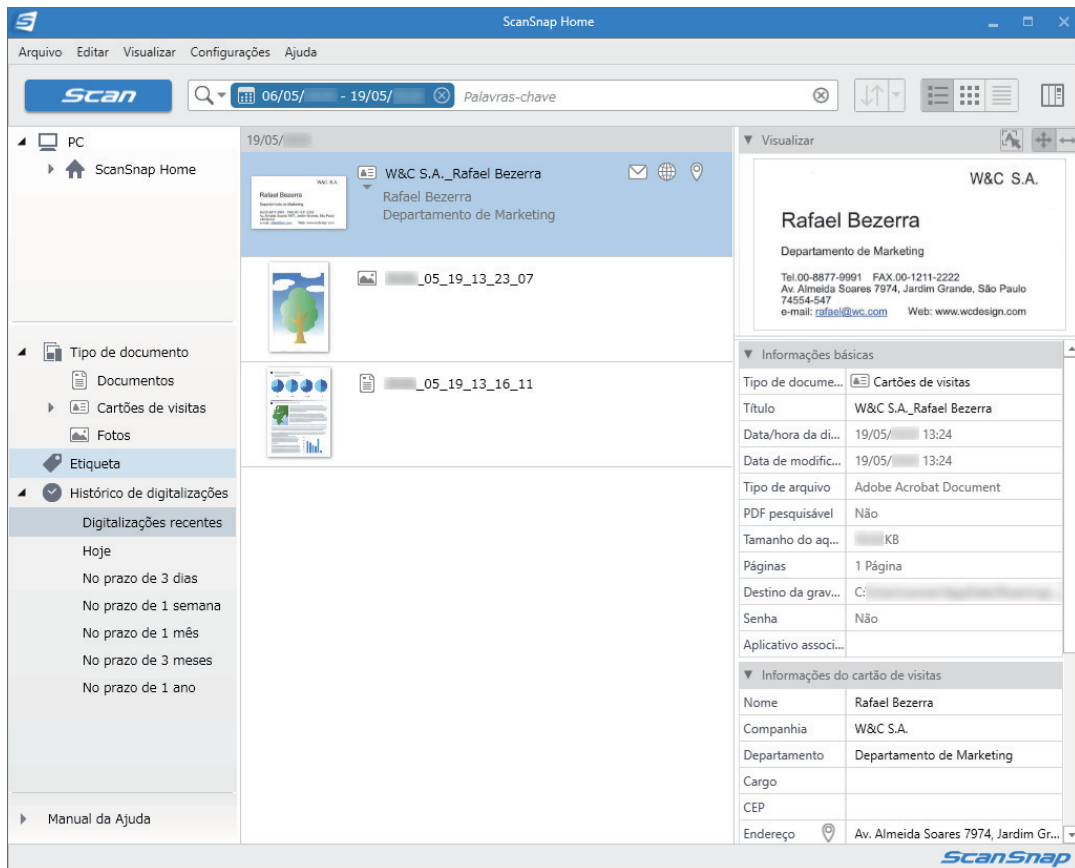 ScanSnap Home
Arquivo Editar Visualizar Configurações Ajuda
Scan
06/05/ - 19/05/
Palavras-chave
PC
ScanSnap Home
Tipo de documento
Documentos
Cartões de visitas
Fotos
Etiqueta
Histórico de digitalizações
Digitalizações recentes
Hoje
No prazo de 3 dias
No prazo de 1 semana
No prazo de 1 mês
No prazo de 3 meses
No prazo de 1 ano
Manual da Ajuda
19/05/
W&C S.A._Rafael Bezerra
Rafael Bezerra
Departamento de Marketing
_05_19_13_23_07
_05_19_13_16_11
Visualizar
W&C S.A.
Rafael Bezerra
Departamento de Marketing
Tel.00-8877-9991 FAX.00-1211-2222
Av. Almeida Soares 7974, Jardim Grande, São Paulo
74554-547
e-mail: rafael@wc.com Web: www.wcdesign.com
Informações básicas
Tipo de docume... Cartões de visitas
Título W&C S.A._Rafael Bezerra
Data/hora da di... 19/05/ 13:24
Data de modific... 19/05/ 13:24
Tipo de arquivo Adobe Acrobat Document
PDF pesquisável Não
Tamanho do aq... KB
Páginas 1 Página
Destino da grav... C:
Senha Não
Aplicativo associ...
Informações do cartão de visitas
Nome Rafael Bezerra
Companhia W&C S.A.
Departamento Departamento de Marketing
Cargo
CEP
Endereço Av. Almeida Soares 7974, Jardim Gr...
ScanSnap